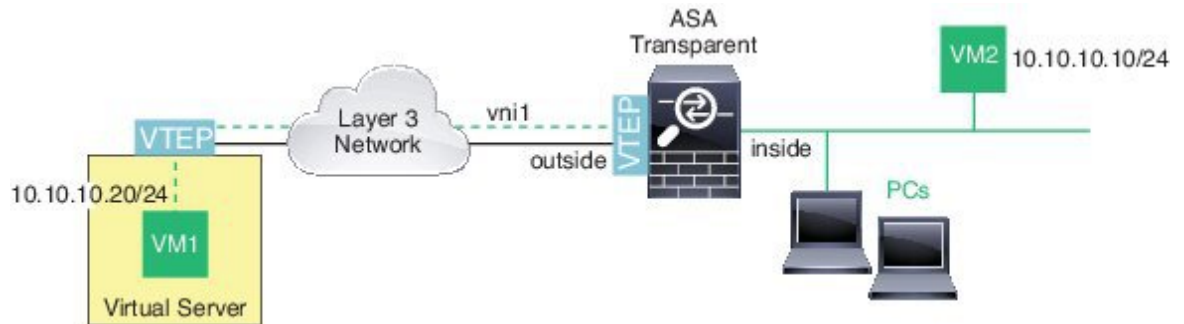 ASA
Transparent
VM2
10.10.10.10/24
Layer 3
Network
vni1
VTEP
VTEP
outside
inside
10.10.10.20/24
VM1
PCs
Virtual Server